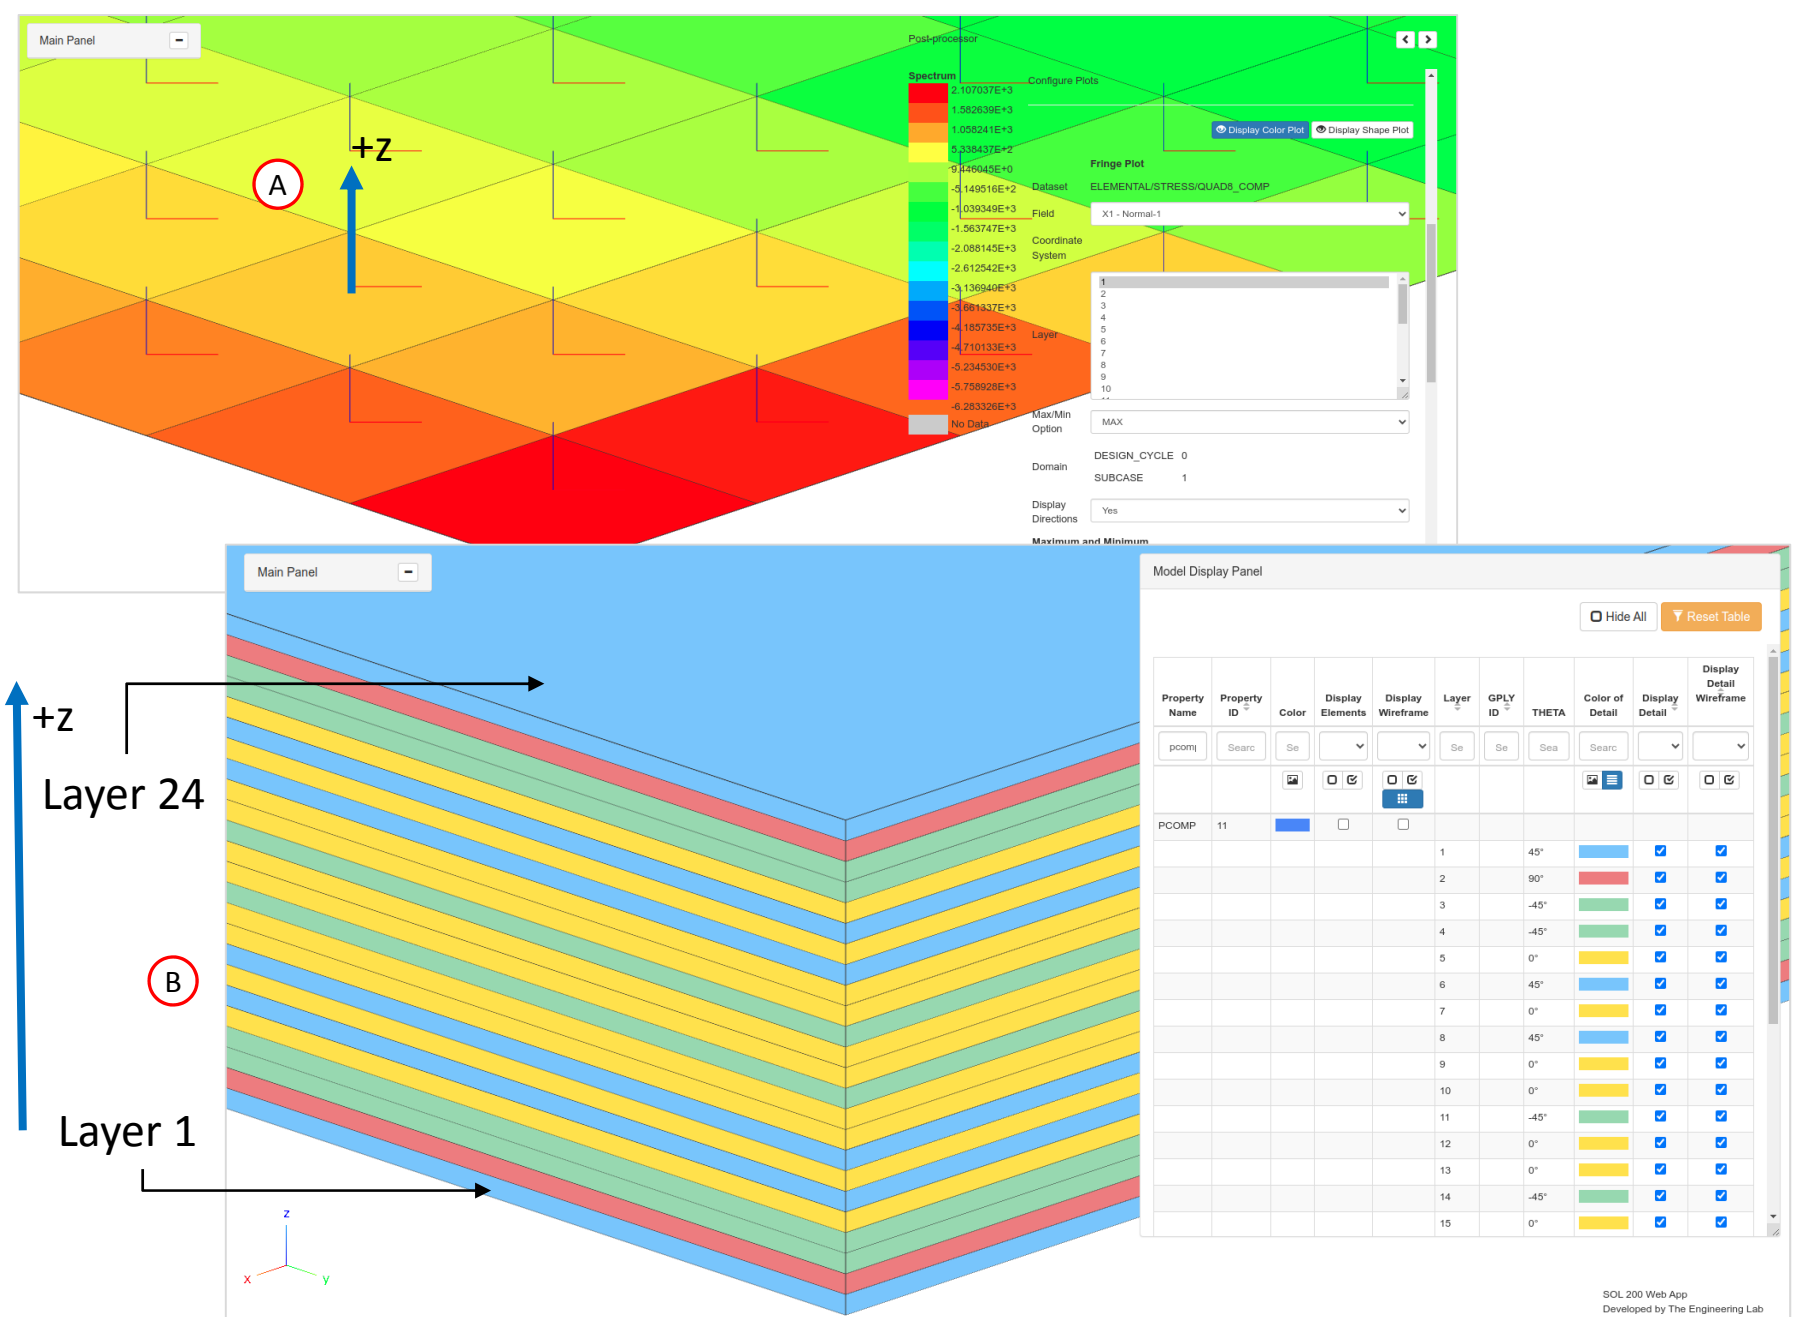 Main Panel
+z
A
Post-processor
Spectrum
2.107037E+3
1.582639E+3
1.058241E+3
5.338437E+2
9.446045E+0
-5.149516E+2
-1.039349E+3
-1.563747E+3
-2.088145E+3
-2.612542E+3
-3.136940E+3
-3.661337E+3
-4.185735E+3
-4.710133E+3
-5.234530E+3
-5.758928E+3
-6.283326E+3
No Data
Configure Plots
Display Color Plot
Display Shape Plot
Fringe Plot
Dataset ELEMENTAL/STRESS/QUAD8_COMP
Field X1 - Normal-1
Coordinate
System
Layer
1
2
3
4
5
6
7
8
9
10
Max/Min
Option
MAX
Domain
DESIGN_CYCLE 0
SUBCASE 1
Display
Directions
Yes
Maximum and Minimum
Main Panel
+z
Layer 24
B
Layer 1
z
x
y
Model Display Panel
Hide All
Reset Table
Property Name
Property ID
Color
Display Elements
Display Wireframe
Layer
GPLY ID
THETA
Color of Detail
Display Detail
Display Detail Wireframe
pcom
Searc
Se
Se
Se
Sea
Searc
PCOMP 11
1 45°
2 90°
3 -45°
4 -45°
5 0°
6 45°
7 0°
8 45°
9 0°
10 0°
11 -45°
12 0°
13 0°
14 -45°
15 0°
SOL 200 Web App
Developed by The Engineering Lab